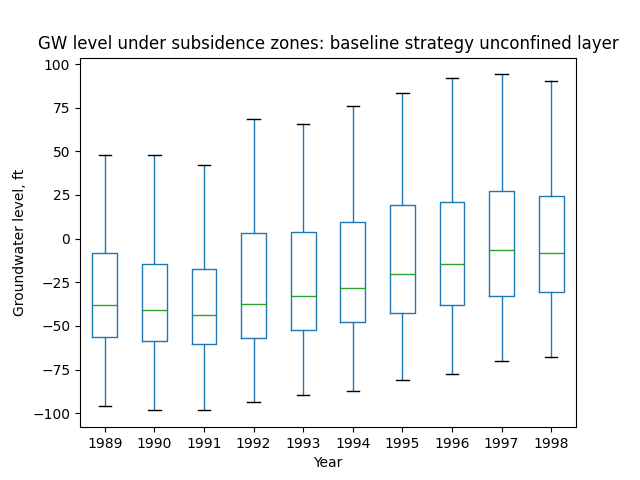 GW level under subsidence zones: baseline strategy unconfined layer
100
75
50
25
0
−25
−50
−75
−100
Groundwater level, ft
1989 1990 1991 1992 1993 1994 1995 1996 1997 1998
Year